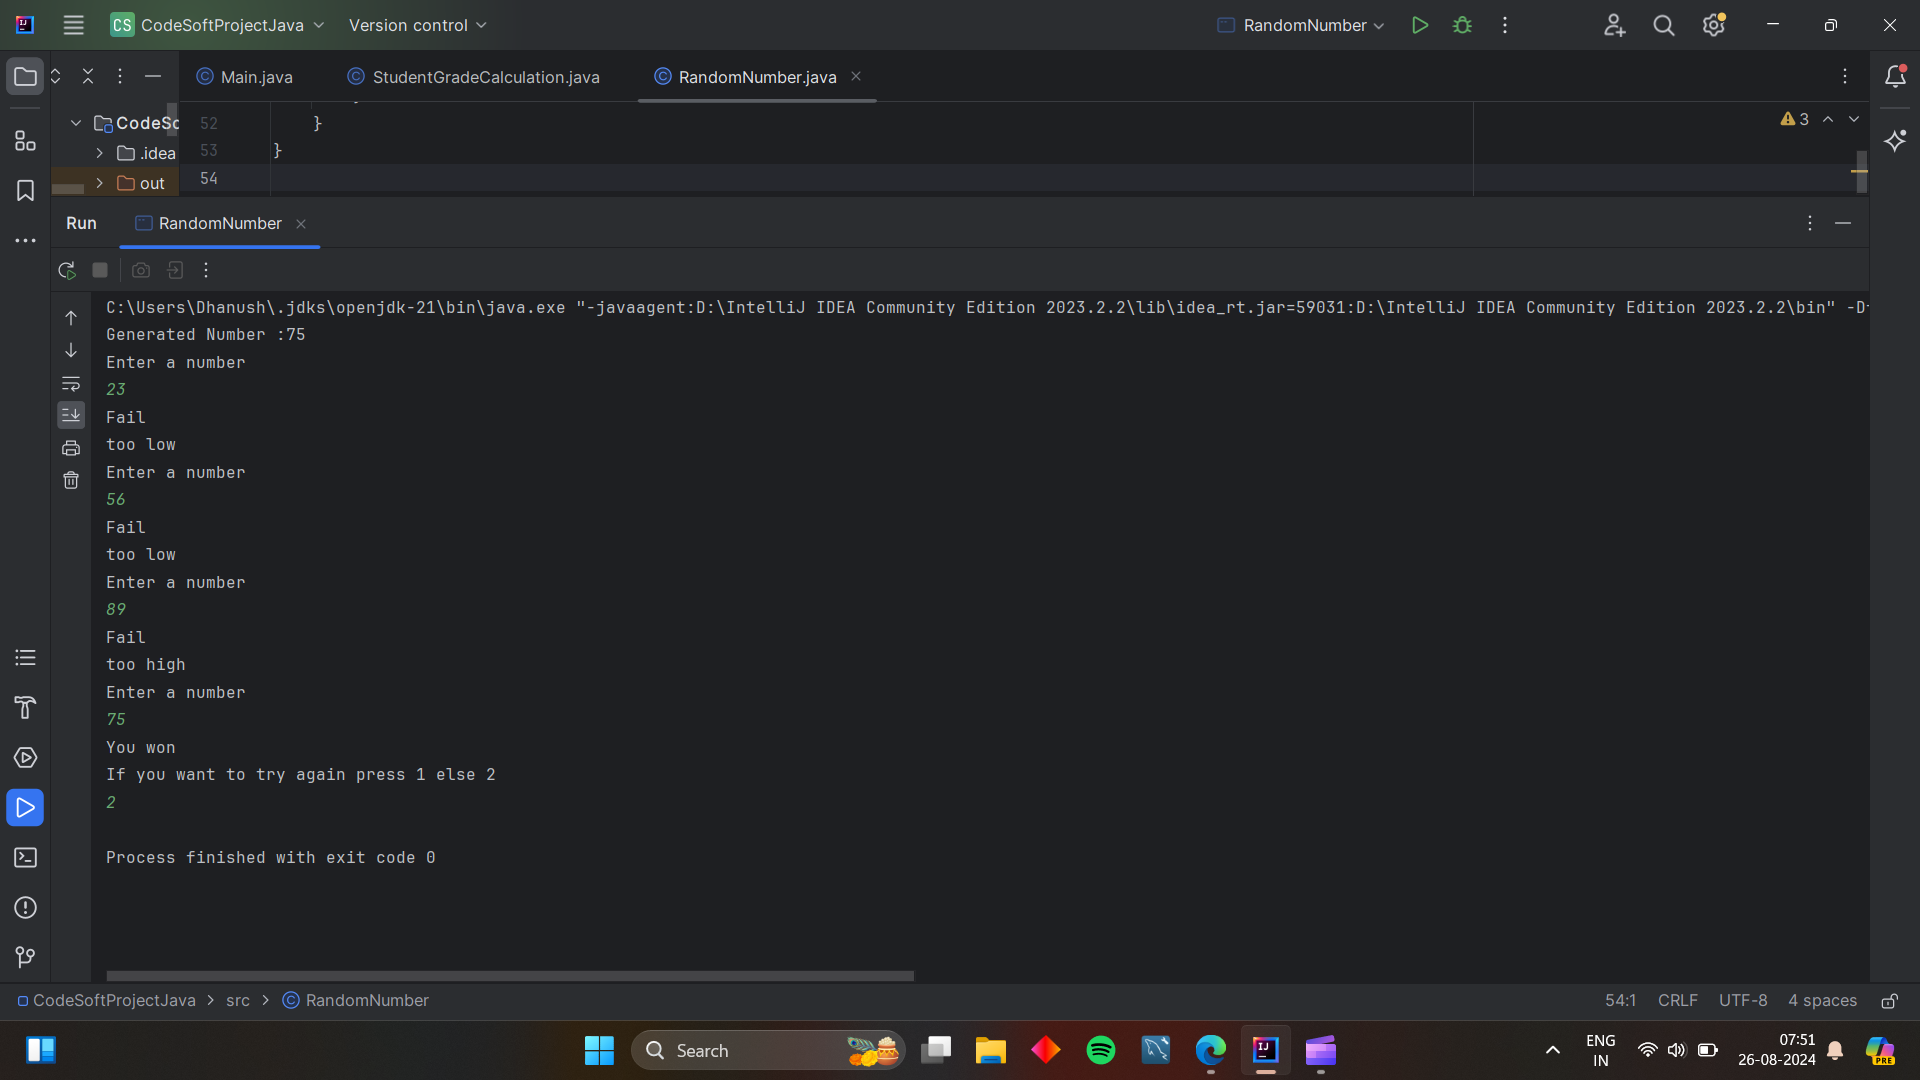 CS CodeSoftProjectJava Version control RandomNumber
Main.java StudentGradeCalculation.java RandomNumber.java
CodeSo 52 } 3
.idea 53 }
out 54
Run RandomNumber
C:\Users\Dhanush\.jdks\openjdk-21\bin\java.exe "-javaagent:D:\IntelliJ IDEA Community Edition 2023.2.2\lib\idea_rt.jar=59031:D:\IntelliJ IDEA Community Edition 2023.2.2\bin" -D
Generated Number :75
Enter a number
23
Fail
too low
Enter a number
56
Fail
too low
Enter a number
89
Fail
too high
Enter a number
75
You won
If you want to try again press 1 else 2
2
Process finished with exit code 0
CodeSoftProjectJava > src > RandomNumber 54:1 CRLF UTF-8 4 spaces
Search
ENG
IN
07:51
26-08-2024
PRE